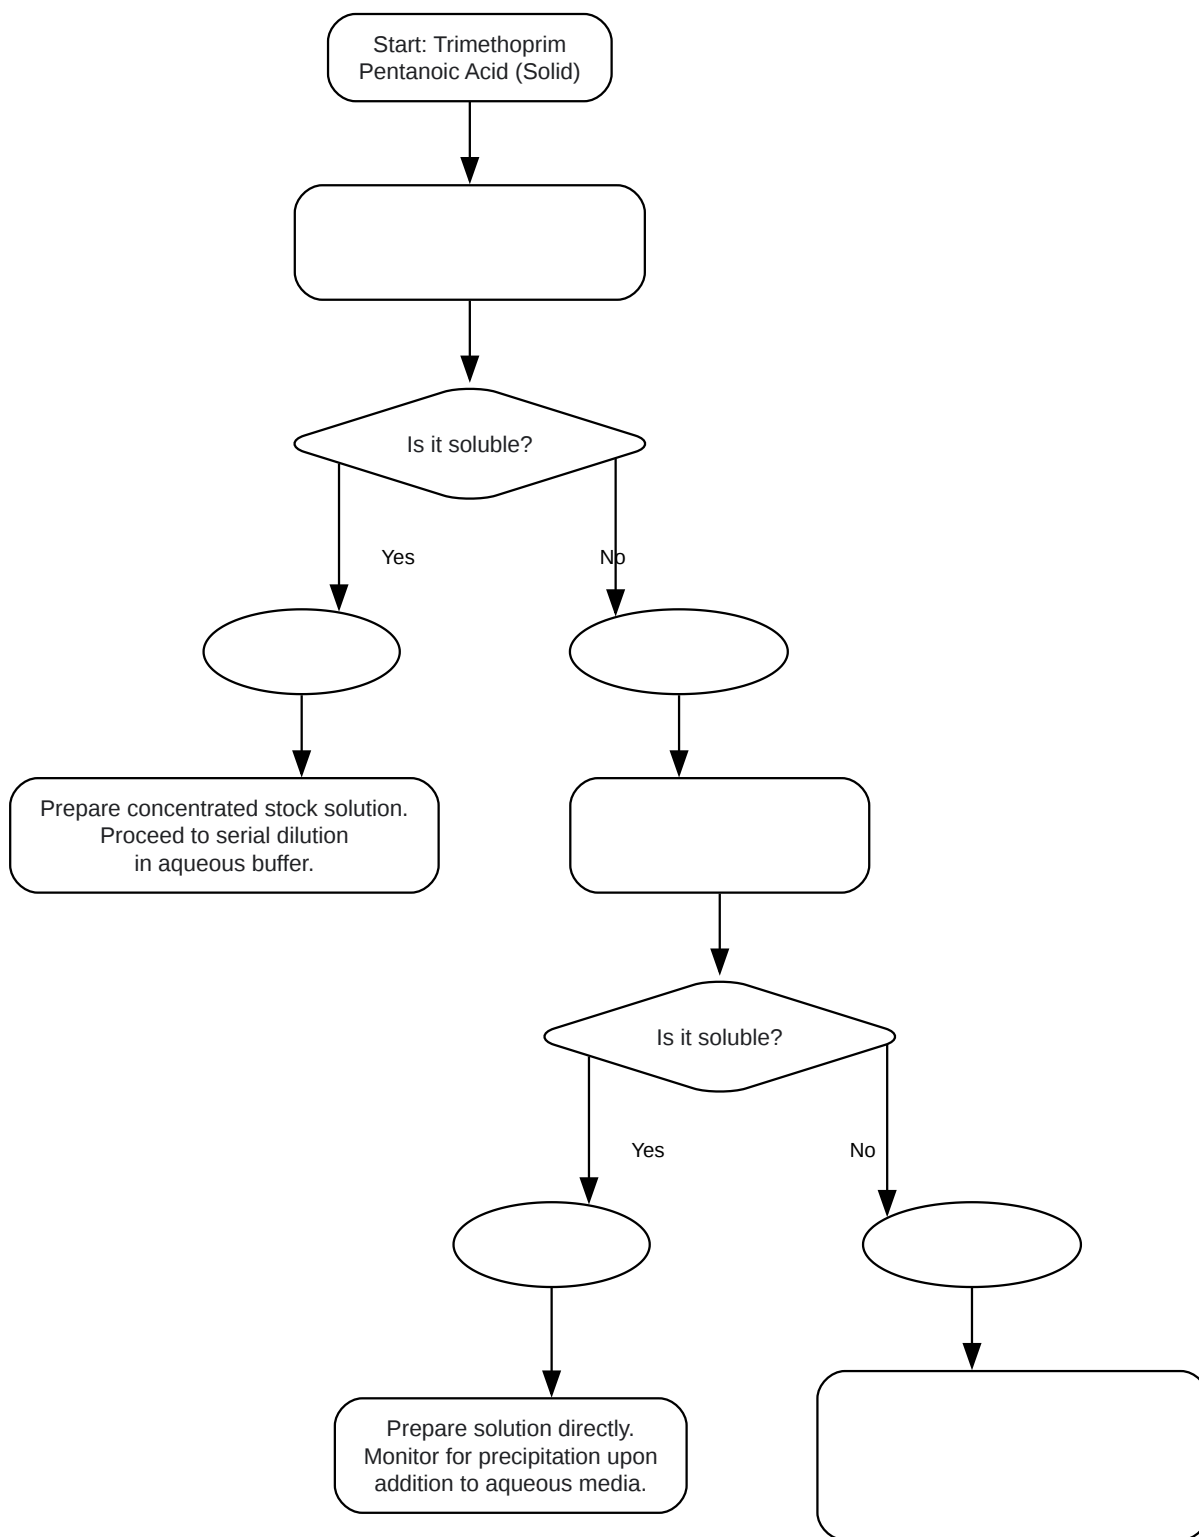 Start: Trimethoprim
Pentanoic Acid (Solid)
Is it soluble?
Yes
No
Prepare concentrated stock solution.
Proceed to serial dilution
in aqueous buffer.
Is it soluble?
Yes
No
Prepare solution directly.
Monitor for precipitation upon
addition to aqueous media.